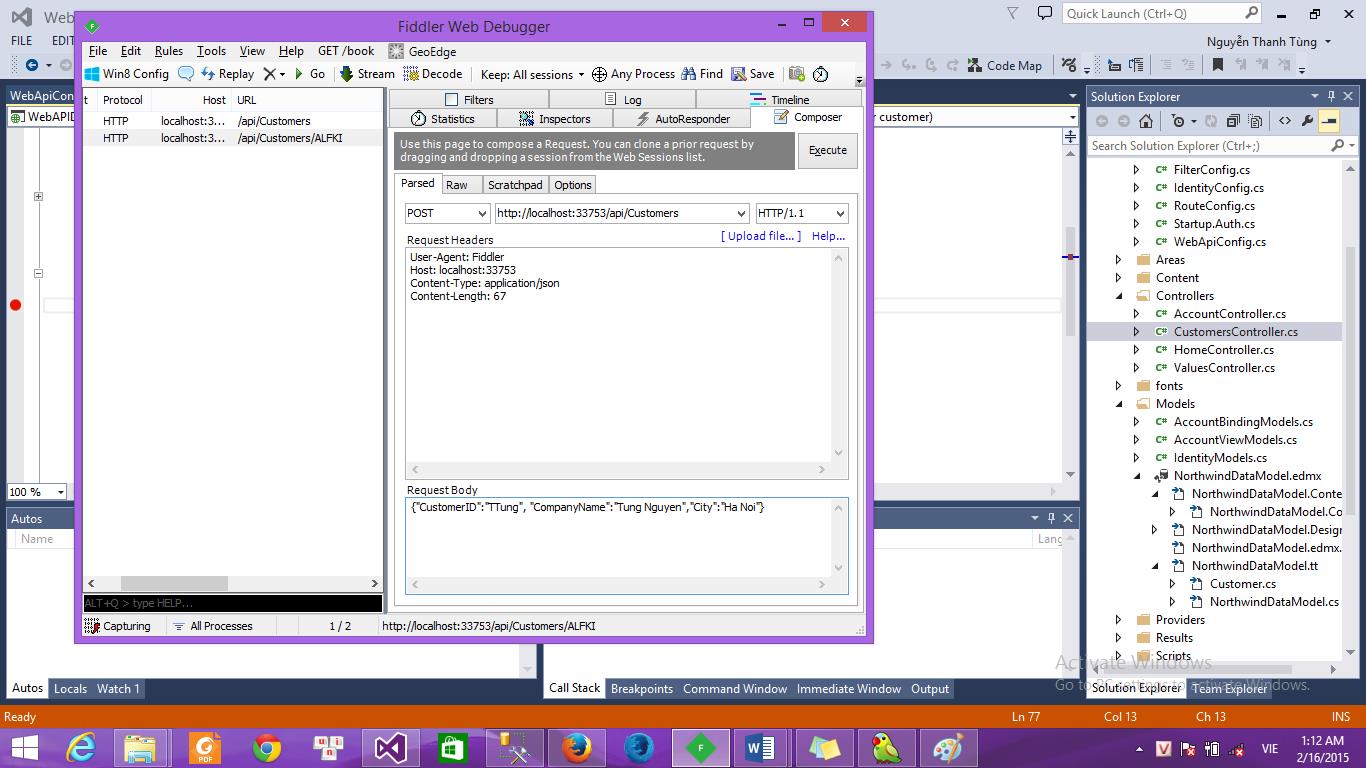 Web
Fiddler Web Debugger
Quick Launch (Ctrl+Q)
FILE EDIT
Nguyễn Thanh Tùng
File Edit Rules Tools View Help GET /book GeoEdge
Win8 Config Replay Go Stream Decode Keep: All sessions Any Process Find Save
Code Map
t Protocol Host URL
HTTP localhost:3... /api/Customers
HTTP localhost:3... /api/Customers/ALFKI
Filters Log Timeline
Statistics Inspectors AutoResponder Composer
Use this page to compose a Request. You can clone a prior request by
dragging and dropping a session from the Web Sessions list.
Execute
Parsed Raw Scratchpad Options
POST http://localhost:33753/api/Customers HTTP/1.1
[ Upload file... ] Help...
Request Headers
User-Agent: Fiddler
Host: localhost:33753
Content-Type: application/json
Content-Length: 67
Request Body
{"CustomerID":"TTung", "CompanyName":"Tung Nguyen","City":"Ha Noi"}
ALT+Q > type HELP...
Capturing All Processes 1 / 2 http://localhost:33753/api/Customers/ALFKI
WebApiCon
WebAPID
r customer)
100 %
Autos
Name
Lang
Autos Locals Watch 1
Call Stack Breakpoints Command Window Immediate Window Output
Solution Explorer
Search Solution Explorer (Ctrl+;)
FilterConfig.cs
IdentityConfig.cs
RouteConfig.cs
Startup.Auth.cs
WebApiConfig.cs
Areas
Content
Controllers
AccountController.cs
CustomersController.cs
HomeController.cs
ValuesController.cs
fonts
Models
AccountBindingModels.cs
AccountViewModels.cs
IdentityModels.cs
NorthwindDataModel.edmx
NorthwindDataModel.Conte
NorthwindDataModel.Co
NorthwindDataModel.Desig
NorthwindDataModel.edmx.
NorthwindDataModel.tt
Customer.cs
NorthwindDataModel.cs
Providers
Results
Scripts
Activate Windows
Go to PC settings to activate Windows.
Solution Explorer Team Explorer
Ready Ln 77 Col 13 Ch 13 INS
PDF
VIE
1:12 AM
2/16/2015